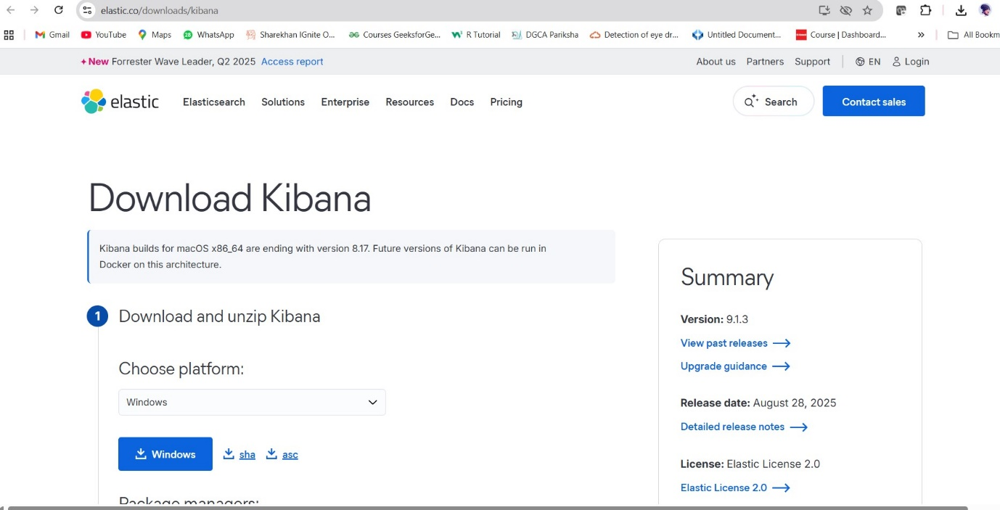 elastic.co/downloads/kibana
Gmail YouTube Maps WhatsApp Sharekhan IGnite O... Courses GeeksforGe... R Tutorial DGCA Pariksha Detection of eye dr... Untitled Document... Course | Dashboard... » All Bookm
New Forrester Wave Leader, Q2 2025 Access report About us Partners Support EN Login
elastic Elasticsearch Solutions Enterprise Resources Docs Pricing Search Contact sales
Download Kibana
Kibana builds for macOS x86_64 are ending with version 8.17. Future versions of Kibana can be run in
Docker on this architecture.
1 Download and unzip Kibana
Choose platform:
Windows
Windows sha asc
Package managers:
Summary
Version: 9.1.3
View past releases
Upgrade guidance
Release date: August 28, 2025
Detailed release notes
License: Elastic License 2.0
Elastic License 2.0